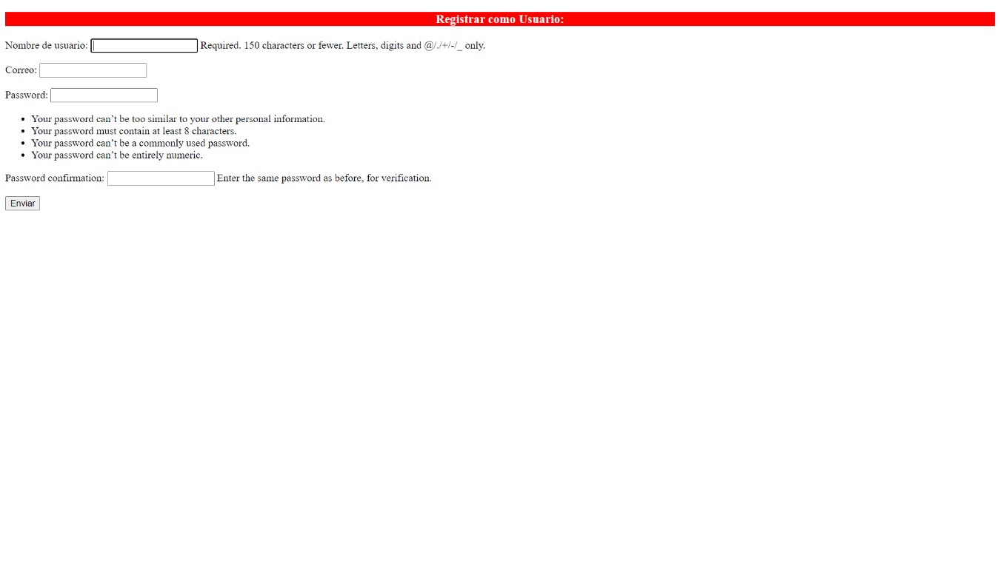 Registrar como Usuario:
Nombre de usuario: Required. 150 characters or fewer. Letters, digits and @/./+/-/_ only.
Correo:
Password:
• Your password can’t be too similar to your other personal information.
• Your password must contain at least 8 characters.
• Your password can’t be a commonly used password.
• Your password can’t be entirely numeric.
Password confirmation: Enter the same password as before, for verification.
Enviar